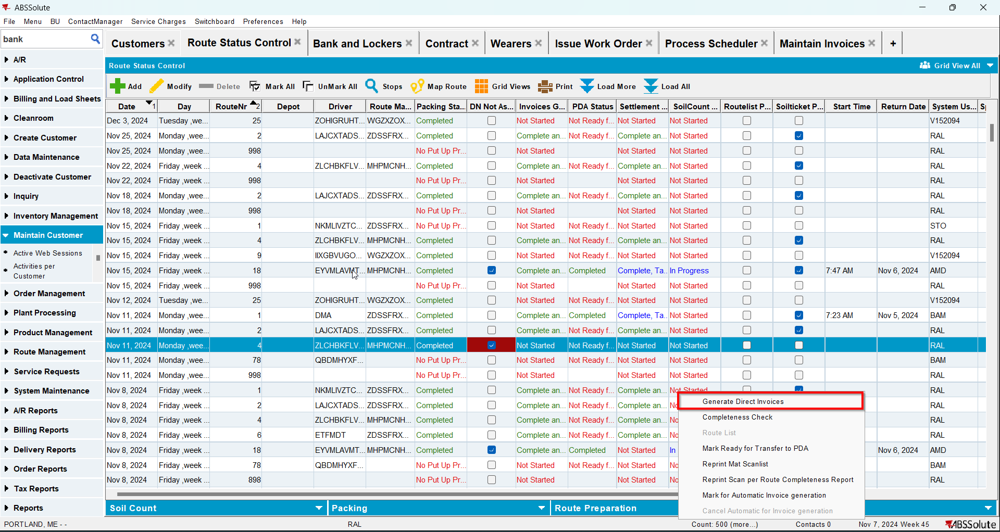 ABSSolute
File Menu BU ContactManager Service Charges Switchboard Preferences Help
bank
Customers Route Status Control Bank and Lockers Contract Wearers Issue Work Order Process Scheduler Maintain Invoices +
Route Status Control Grid View All
Add Modify Delete Mark All UnMark All Stops Map Route Grid Views Print Load More Load All
A/R
Application Control
Billing and Load Sheets
Cleanroom
Create Customer
Data Maintenance
Deactivate Customer
Inquiry
Inventory Management
Maintain Customer
Active Web Sessions
Activities per
Customer
Order Management
Plant Processing
Product Management
Route Management
Service Requests
System Maintenance
A/R Reports
Billing Reports
Delivery Reports
Order Reports
Tax Reports
Reports
Date 1 Day RouteNr 2 Depot Driver Route Ma... Packing Sta... DN Not As... Invoices G... PDA Status Settlement ... SoilCount ... Routelist P... Soilticket P... Start Time Return Date System Us...
Dec 3, 2024 Tuesday ,we... 25 ZOHIGRUHT... WGZXZOX... Completed Not Started Not Ready f... Not Started Not Started V152094
Nov 25, 2024 Monday ,wee... 2 LAJCXTADS... ZDSSFRX... Completed Complete an... Not Ready f... Complete an... Not Started RAL
Nov 25, 2024 Monday ,wee... 998 No Put Up Pr... Not Started Not Started Not Started RAL
Nov 22, 2024 Friday ,week ... 4 ZLCHBKFLV... MHPMCNH... Completed Complete an... Not Ready f... Complete an... Not Started RAL
Nov 22, 2024 Friday ,week ... 998 No Put Up Pr... Not Started Not Started Not Started RAL
Nov 18, 2024 Monday ,wee... 2 LAJCXTADS... ZDSSFRX... Completed Complete an... Not Ready f... Complete an... Not Started RAL
Nov 18, 2024 Monday ,wee... 998 No Put Up Pr... Not Started Not Started Not Started RAL
Nov 15, 2024 Friday ,week ... 1 NKMLIVZTC... ZDSSFRX... No Put Up Pr... Not Started Not Ready f... Not Started Not Started STO
Nov 15, 2024 Friday ,week ... 4 ZLCHBKFLV... MHPMCNH... Completed Complete an... Not Ready f... Complete an... Not Started RAL
Nov 15, 2024 Friday ,week ... 9 IIXGBVUGO... WGZXZOX... Completed Not Started Not Ready f... Not Started Not Started V152094
Nov 15, 2024 Friday ,week ... 18 EYVMLAVMT... MHPMCNH... Completed Complete an... Completed Complete, Ta... In Progress 7:47 AM Nov 6, 2024 AMD
Nov 15, 2024 Friday ,week ... 998 No Put Up Pr... Not Started Not Started Not Started RAL
Nov 12, 2024 Tuesday ,we... 25 ZOHIGRUHT... WGZXZOX... Completed Not Started Not Ready f... Not Started Not Started V152094
Nov 11, 2024 Monday ,wee... 1 DMA ZDSSFRX... Completed Complete an... Completed Complete, Ta... Not Started 7:23 AM Nov 5, 2024 BAM
Nov 11, 2024 Monday ,wee... 2 LAJCXTADS... ZDSSFRX... Completed Complete an... Not Ready f... Complete an... Not Started RAL
Nov 11, 2024 Monday ,wee... 4 ZLCHBKFLV... MHPMCNH... Completed Not Started Not Ready f... Not Started Not Started RAL
Nov 11, 2024 Monday ,wee... 78 QBDMHYXF... No Put Up Pr... Not Started Not Ready f... Not Started Not Started BAM
Nov 11, 2024 Monday ,wee... 998 No Put Up Pr... Not Started Not Started Not Started RAL
Nov 8, 2024 Friday ,week ... 1 NKMLIVZTC... ZDSSFRX... Completed Complete an... Not Ready f... Complete an... Not Started RAL
Nov 8, 2024 Friday ,week ... 2 LAJCXTADS... ZDSSFRX... Completed Complete an... Not Ready f... Complete an... RAL
Nov 8, 2024 Friday ,week ... 4 ZLCHBKFLV... MHPMCNH... Completed Complete an... Not Ready f... Complete an... RAL
Nov 8, 2024 Friday ,week ... 6 ETFMDT ZDSSFRX... Completed Complete an... Not Ready f... Complete an... RAL
Nov 8, 2024 Friday ,week ... 18 EYVMLAVMT... MHPMCNH... Completed Complete an... Completed Not Started In Nov 6, 2024 AMD
Nov 8, 2024 Friday ,week ... 78 QBDMHYXF... No Put Up Pr... Not Started Not Ready f... Not Started BAM
Nov 8, 2024 Friday ,week ... 898 No Put Up Pr... Not Started Not Started RAL
Generate Direct Invoices
Completeness Check
Route List
Mark Ready for Transfer to PDA
Reprint Mat Scanlist
Reprint Scan per Route Completeness Report
Mark for Automatic Invoice generation
Cancel Automatic for Invoice generation
Soil Count Packing Route Preparation
PORTLAND, ME - - RAL Count: 500 (more...) Contacts 0 Nov 7, 2024 Week 45 ABSSolute